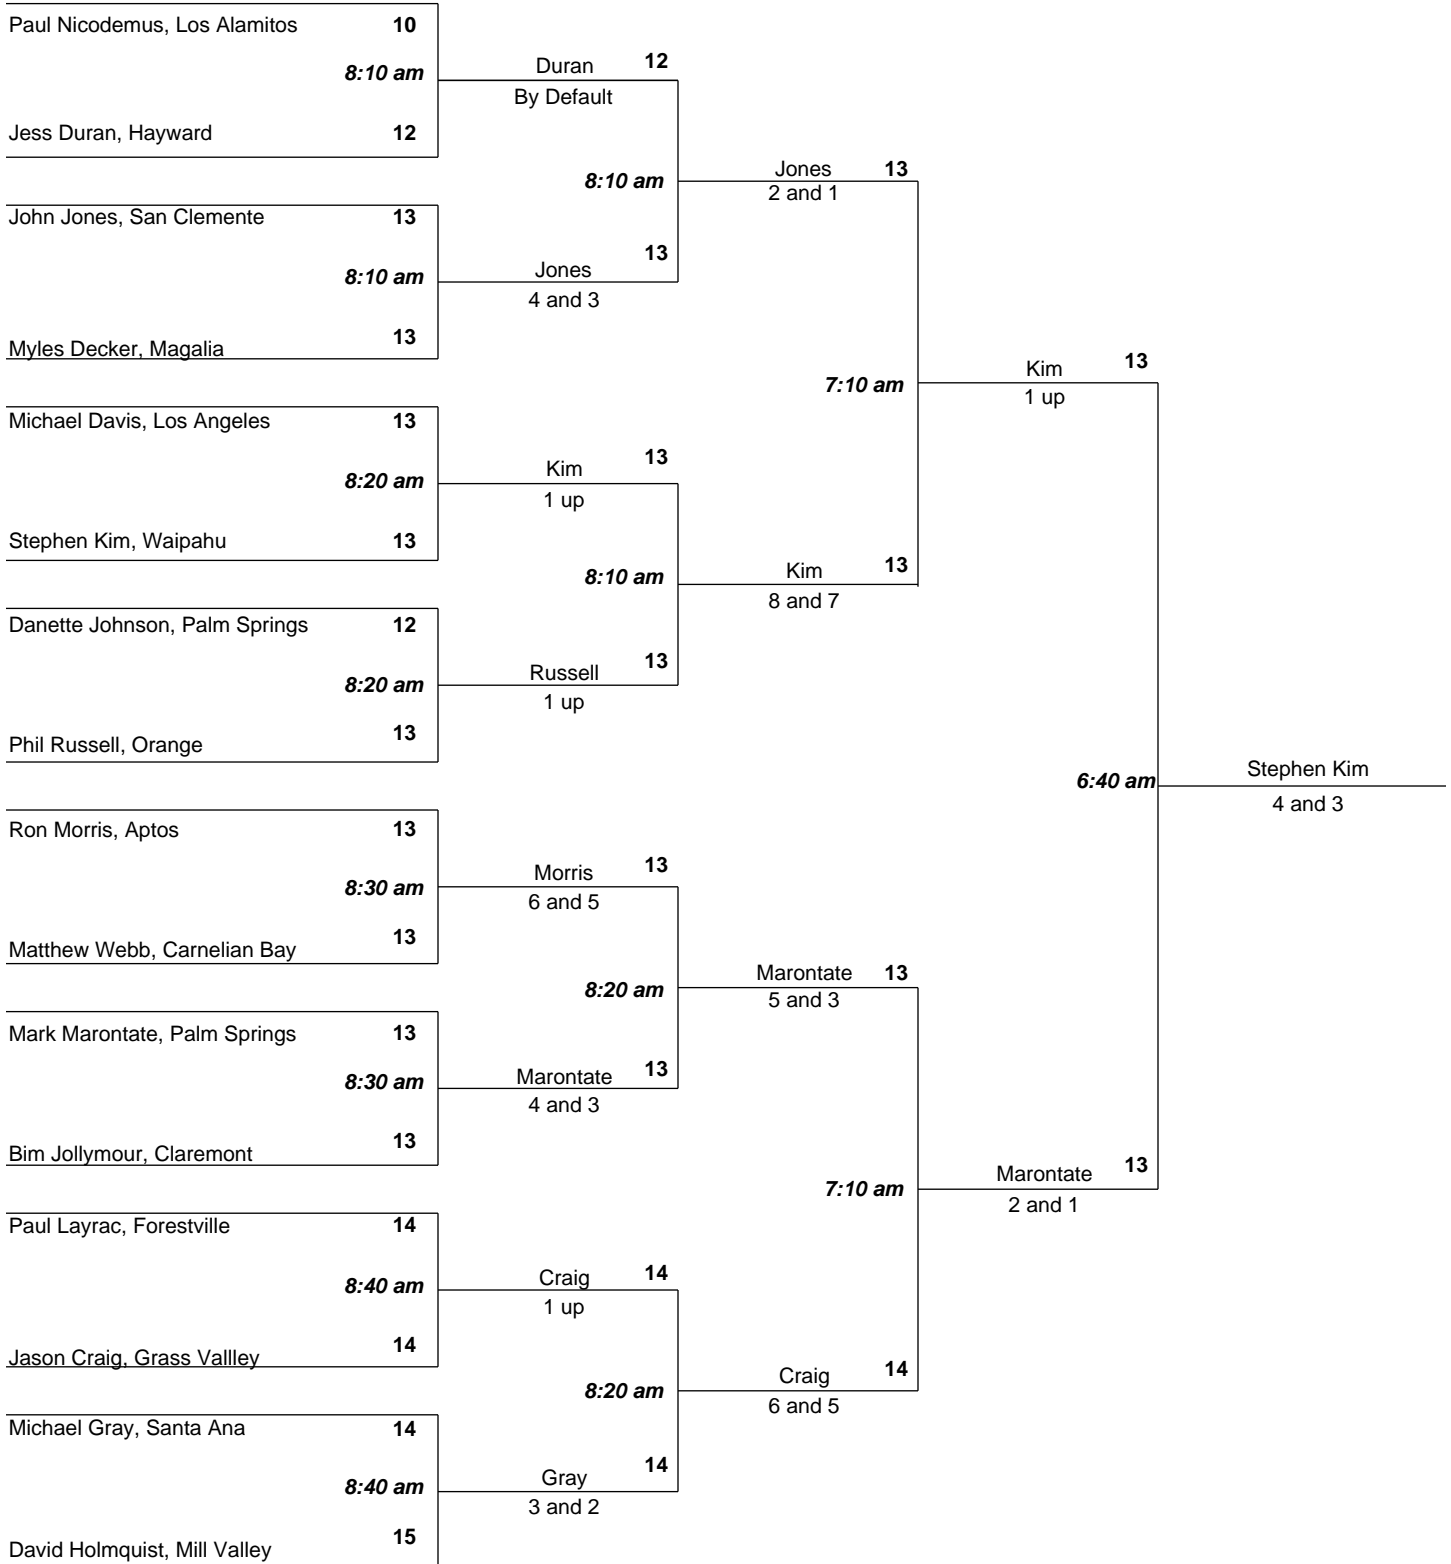 Paul Nicodemus, Los Alamitos 10
8:10 am
Jess Duran, Hayward 12
John Jones, San Clemente 13
8:10 am
Myles Decker, Magalia 13
Michael Davis, Los Angeles 13
8:20 am
Stephen Kim, Waipahu 13
Danette Johnson, Palm Springs 12
8:20 am
Phil Russell, Orange 13
Ron Morris, Aptos 13
8:30 am
Matthew Webb, Carnelian Bay 13
Mark Marontate, Palm Springs 13
8:30 am
Bim Jollymour, Claremont 13
Paul Layrac, Forestville 14
8:40 am
Jason Craig, Grass Vallley 14
Michael Gray, Santa Ana 14
8:40 am
David Holmquist, Mill Valley 15
Duran 12
By Default
8:10 am
Jones 13
4 and 3
Kim 13
1 up
8:10 am
Russell 13
1 up
Morris 13
6 and 5
8:20 am
Marontate 13
4 and 3
Craig 14
1 up
8:20 am
Gray 14
3 and 2
Jones 13
2 and 1
7:10 am
Kim 13
8 and 7
Marontate 13
5 and 3
7:10 am
Craig 14
6 and 5
Kim 13
1 up
6:40 am
Marontate 13
2 and 1
Stephen Kim
4 and 3